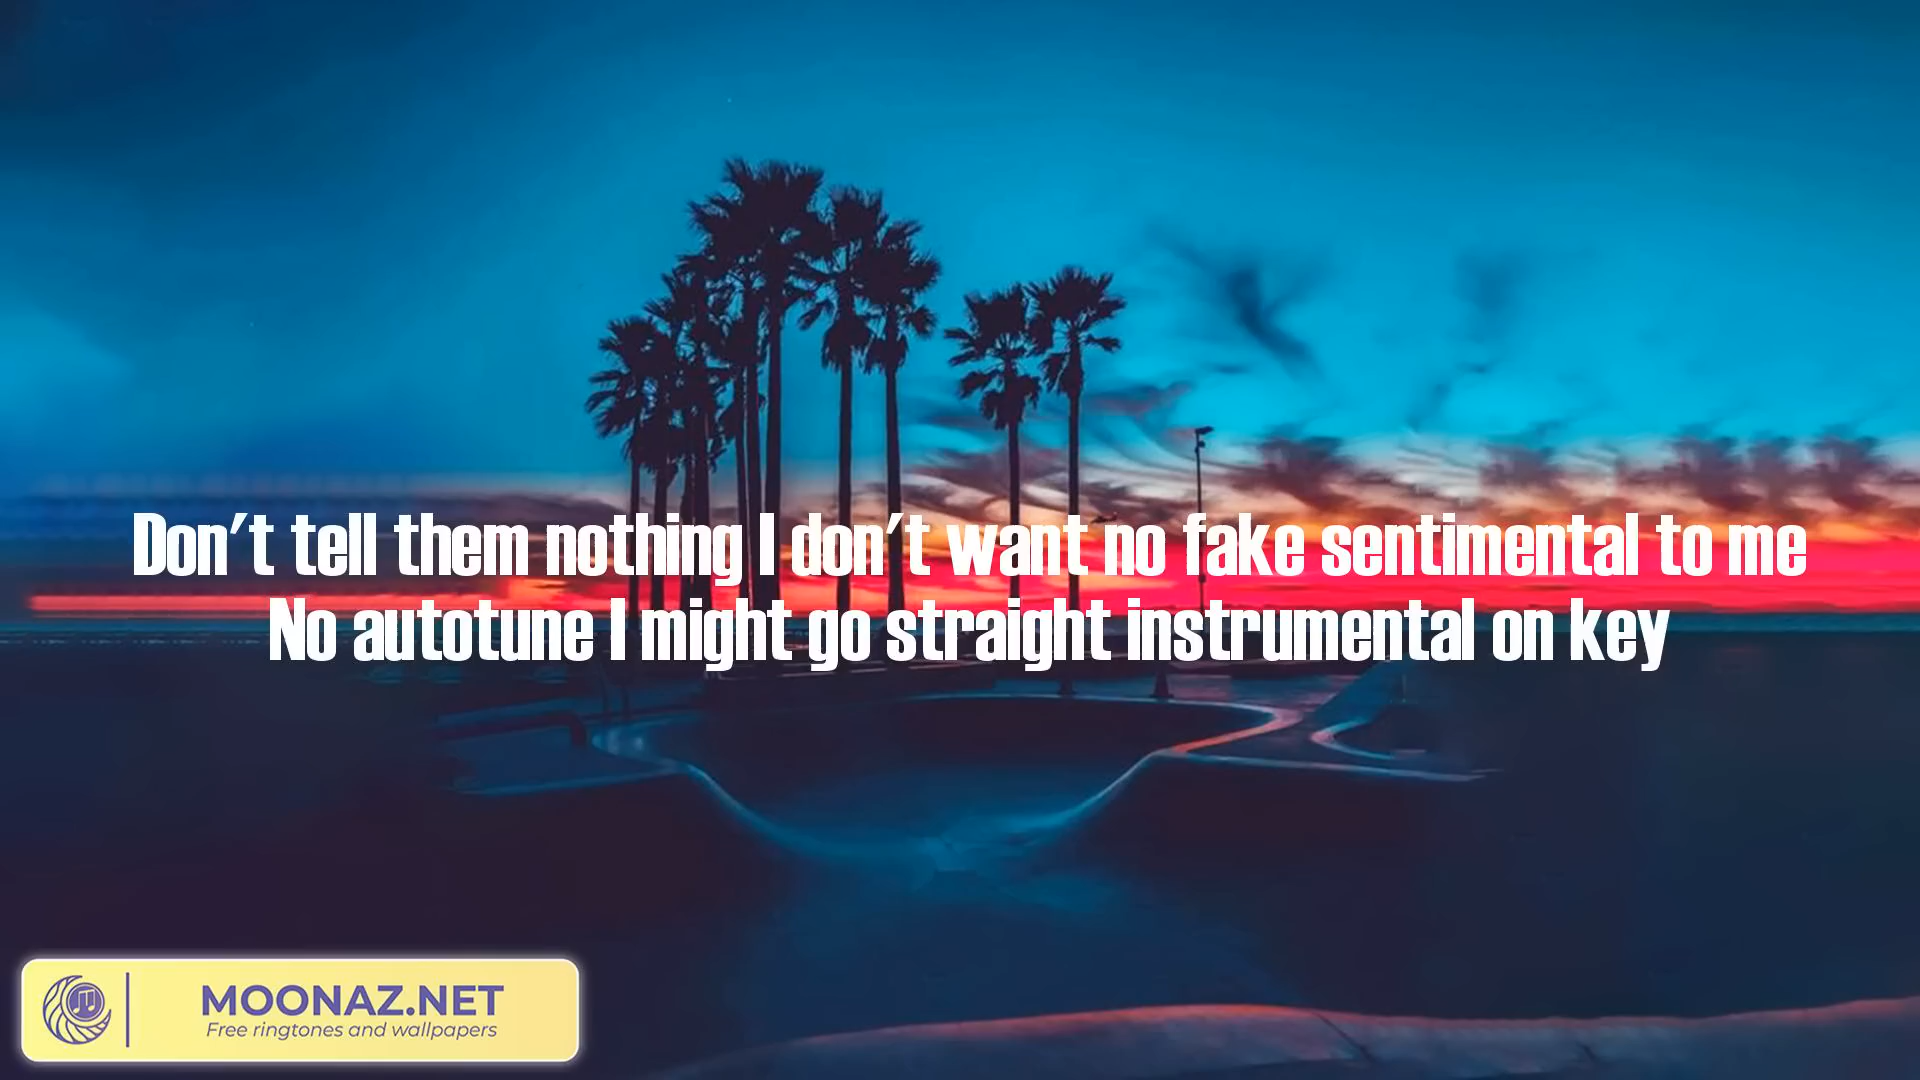 Don't tell them nothing I don't want no fake sentimental to me
No autotune I might go straight instrumental on key
MOONAZ.NET
Free ringtones and wallpapers